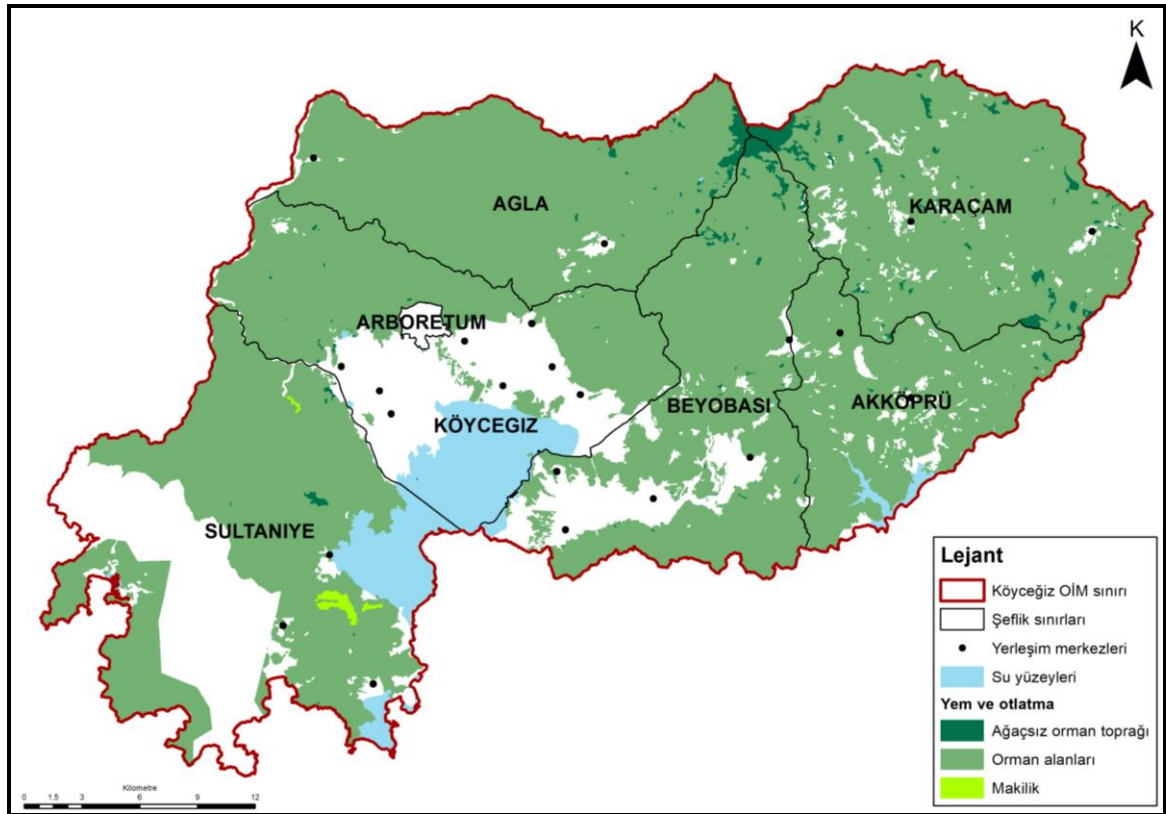 K
AGLA
KARAÇAM
ARBORETUM
BEYOBASI
AKKÖPRÜ
KÖYCEGIZ
SULTANIYE
Lejant
Köyceğiz OİM sınırı
Şeflik sınırları
Yerleşim merkezleri
Su yüzeyleri
Yem ve otlatma
Ağaçsız orman toprağı
Orman alanları
Makilik
Kilometre
0 1.5 3 6 9 12